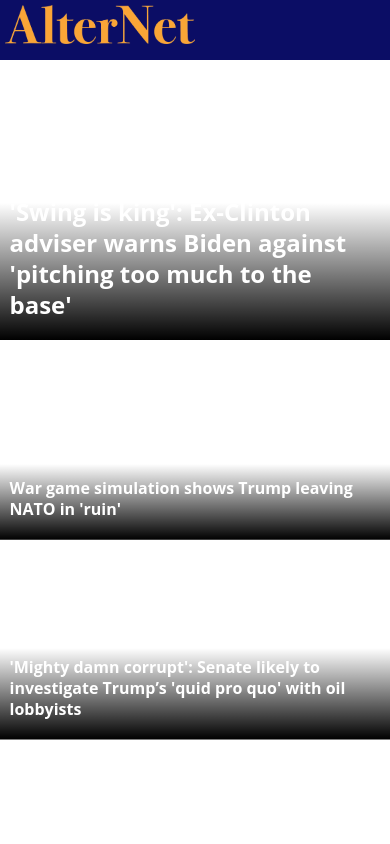 AlterNet
'Swing is king': Ex-Clinton
adviser warns Biden against
'pitching too much to the
base'
War game simulation shows Trump leaving
NATO in 'ruin'
'Mighty damn corrupt': Senate likely to
investigate Trump’s 'quid pro quo' with oil
lobbyists